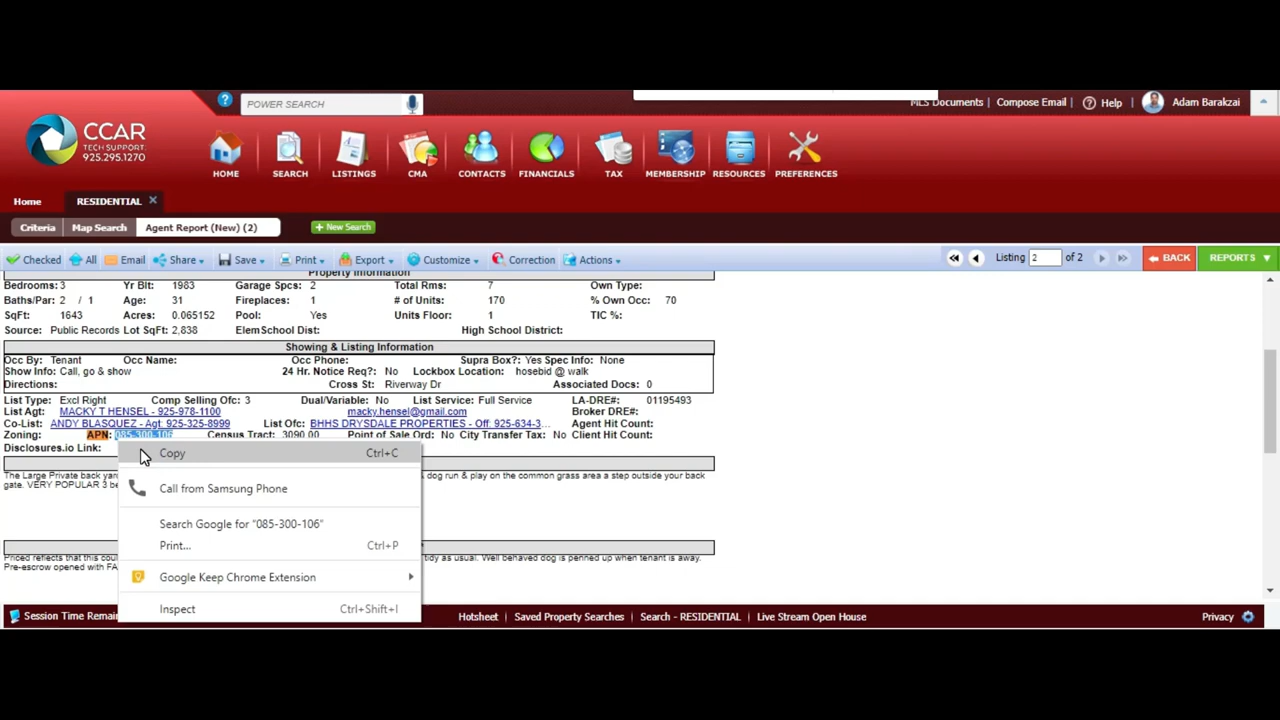 POWER SEARCH
MLS Documents Compose Email Help Adam Barakzai
CCAR
TECH SUPPORT:
925.295.1270
HOME SEARCH LISTINGS CMA CONTACTS FINANCIALS TAX MEMBERSHIP RESOURCES PREFERENCES
Home RESIDENTIAL
Criteria Map Search Agent Report (New) (2) + New Search
Checked All Email Share Save Print Export Customize Correction Actions Listing 2 of 2 BACK REPORTS
Property Information
Bedrooms: 3 Yr Blt: 1983 Garage Spcs: 2 Total Rms: 7 Own Type:
Baths/Par: 2 / 1 Age: 31 Fireplaces: 1 # of Units: 170 % Own Occ: 70
SqFt: 1643 Acres: 0.065152 Pool: Yes Units Floor: 1 TIC %:
Source: Public Records Lot SqFt: 2,838 ElemSchool Dist: High School District:
Showing & Listing Information
Occ By: Tenant Occ Name: Occ Phone: Supra Box?: Yes Spec Info: None
Show Info: Call, go & show 24 Hr. Notice Req?: No Lockbox Location: hosebid @ walk
Directions: Cross St: Riverway Dr Associated Docs: 0
List Type: Excl Right Comp Selling Ofc: 3 Dual/Variable: No List Service: Full Service LA-DRE#: 01195493
List Agt: MACKY T HENSEL - 925-978-1100 macky.hensel@gmail.com Broker DRE#:
Co-List: ANDY BLASQUEZ - Agt: 925-325-8999 List Ofc: BHHS DRYSDALE PROPERTIES - Off: 925-634-3... Agent Hit Count:
Zoning: APN: 085-300-106 Census Tract: 3090.00 Point of Sale Ord: No City Transfer Tax: No Client Hit Count:
Disclosures.io Link:
Copy Ctrl+C
The Large Private back yar & dog run & play on the common grass area a step outside your back
gate. VERY POPULAR 3 be
Call from Samsung Phone
Search Google for "085-300-106"
Print... Ctrl+P
Priced reflects that this cou tidy as usual. Well behaved dog is penned up when tenant is away.
Pre-escrow opened with FA
Google Keep Chrome Extension
Inspect Ctrl+Shift+I
Session Time Remain Hotsheet Saved Property Searches Search - RESIDENTIAL Live Stream Open House Privacy